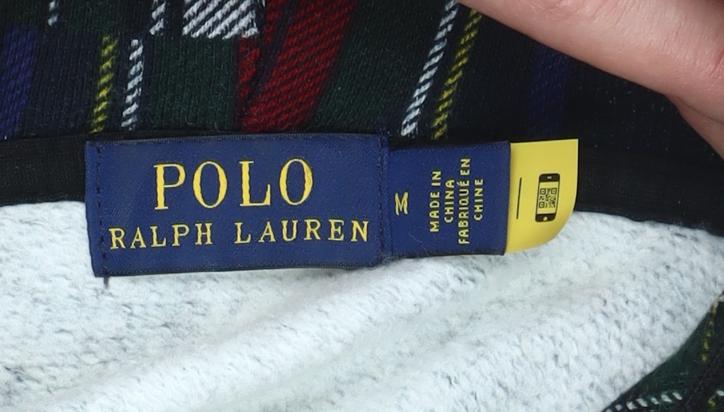 POLO
RALPH LAUREN
M
MADE IN
CHINA
FABRIQUÉ EN
CHINE